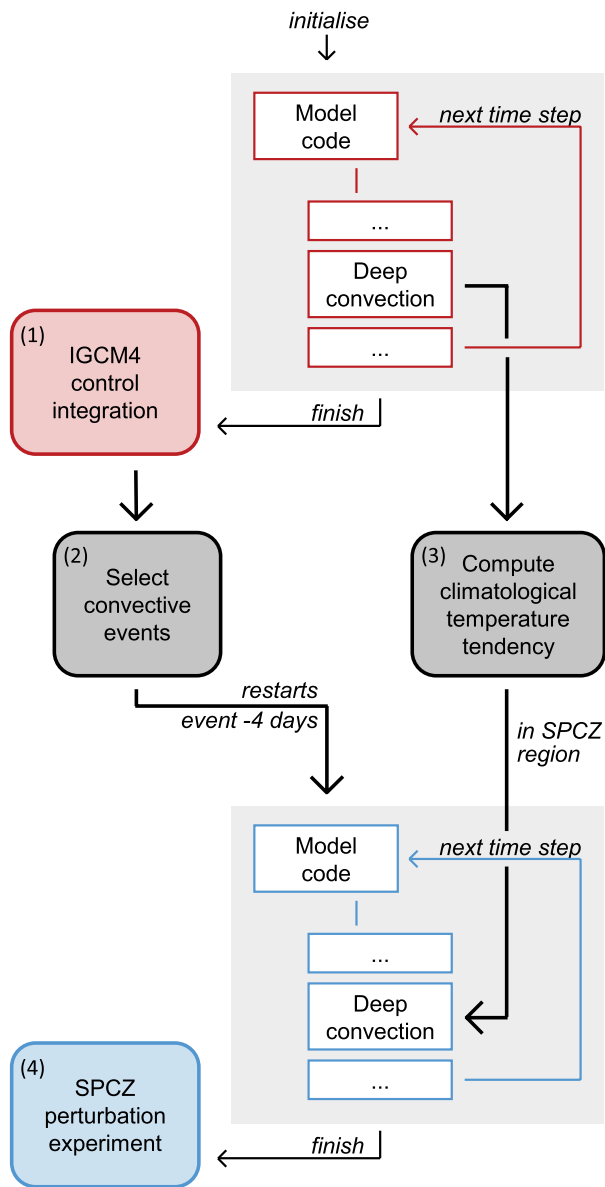 initialise
Model
code
next time step
...
Deep
convection
...
(1)
IGCM4
control
integration
finish
(2)
Select
convective
events
(3)
Compute
climatological
temperature
tendency
restarts
event -4 days
in SPCZ
region
Model
code
next time step
...
Deep
convection
...
(4)
SPCZ
perturbation
experiment
finish